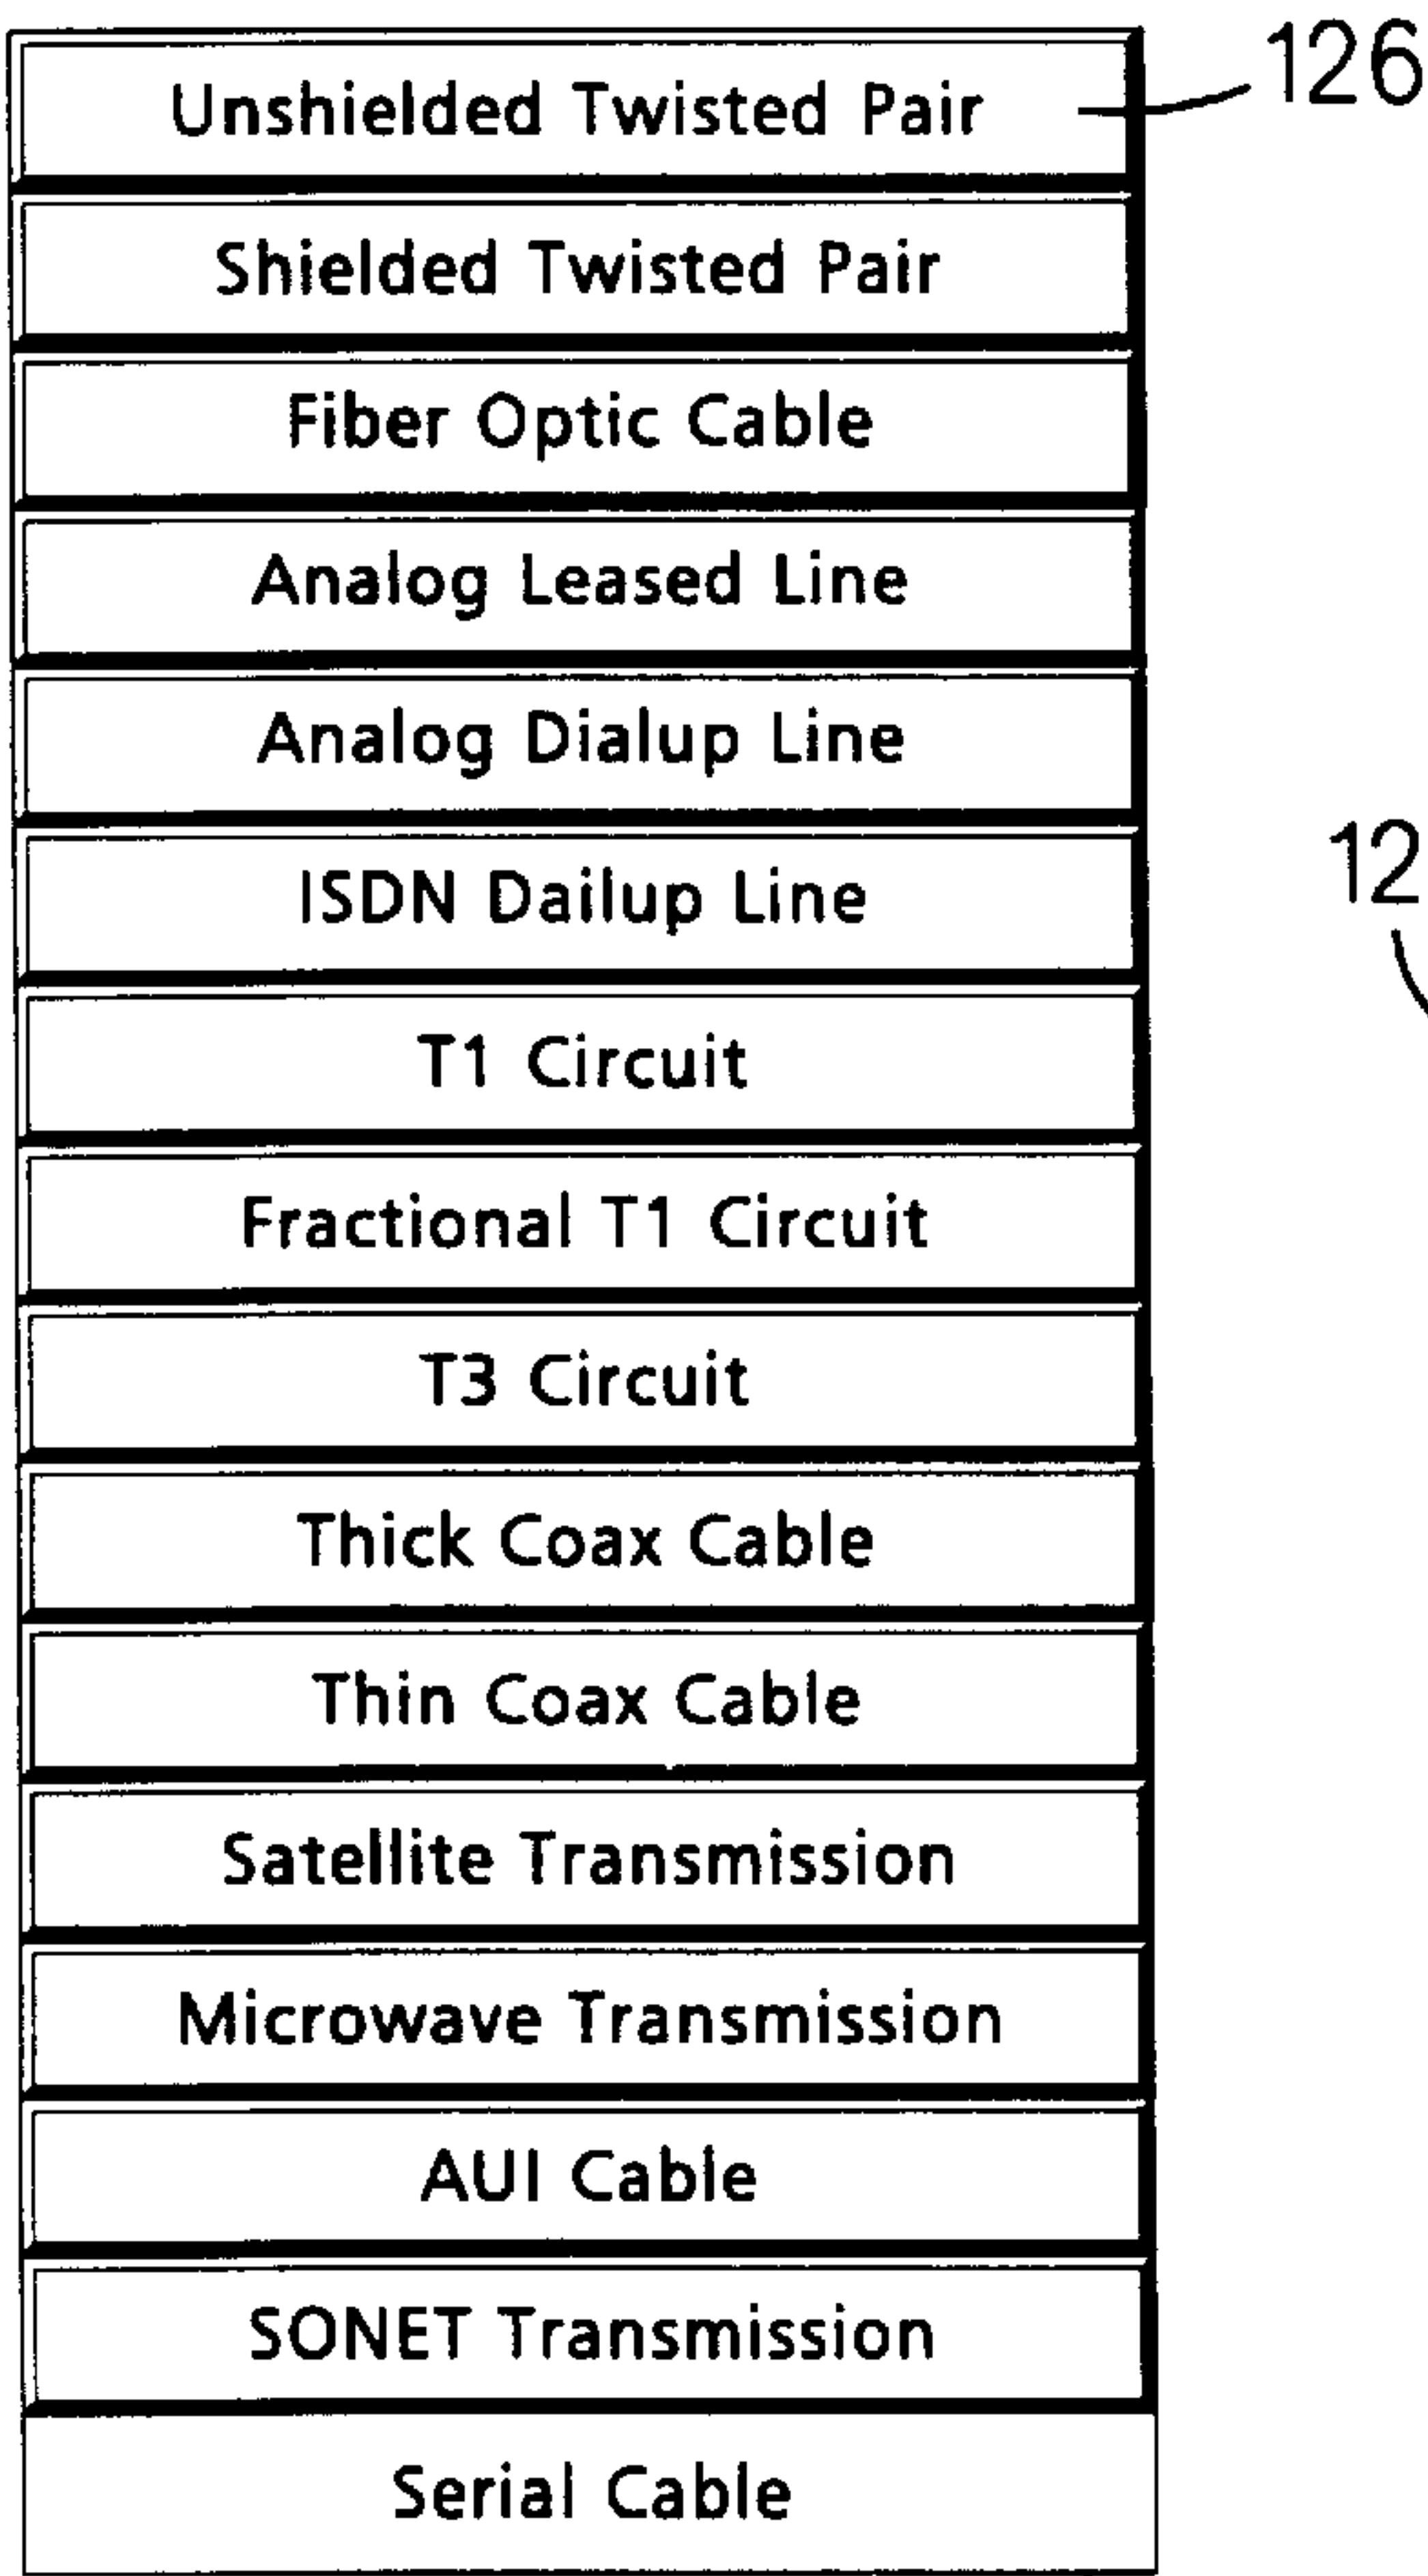 Unshielded Twisted Pair
126
Shielded Twisted Pair
Fiber Optic Cable
Analog Leased Line
Analog Dialup Line
ISDN Dailup Line
12
T1 Circuit
Fractional T1 Circuit
T3 Circuit
Thick Coax Cable
Thin Coax Cable
Satellite Transmission
Microwave Transmission
AUI Cable
SONET Transmission
Serial Cable